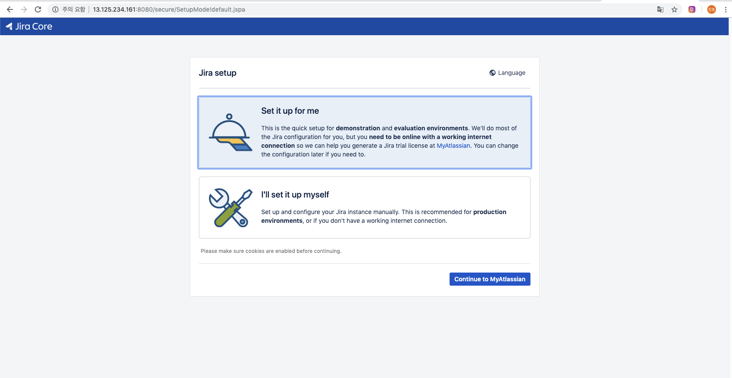 주의 요함 | 13.125.234.161:8080/secure/SetupMode!default.jspa
Jira Core
Jira setup
Language
Set it up for me
This is the quick setup for demonstration and evaluation environments. We'll do most of
the Jira configuration for you, but you need to be online with a working internet
connection so we can help you generate a Jira trial license at MyAtlassian. You can change
the configuration later if you need to.
I'll set it up myself
Set up and configure your Jira instance manually. This is recommended for production
environments, or if you don't have a working internet connection.
Please make sure cookies are enabled before continuing.
Continue to MyAtlassian